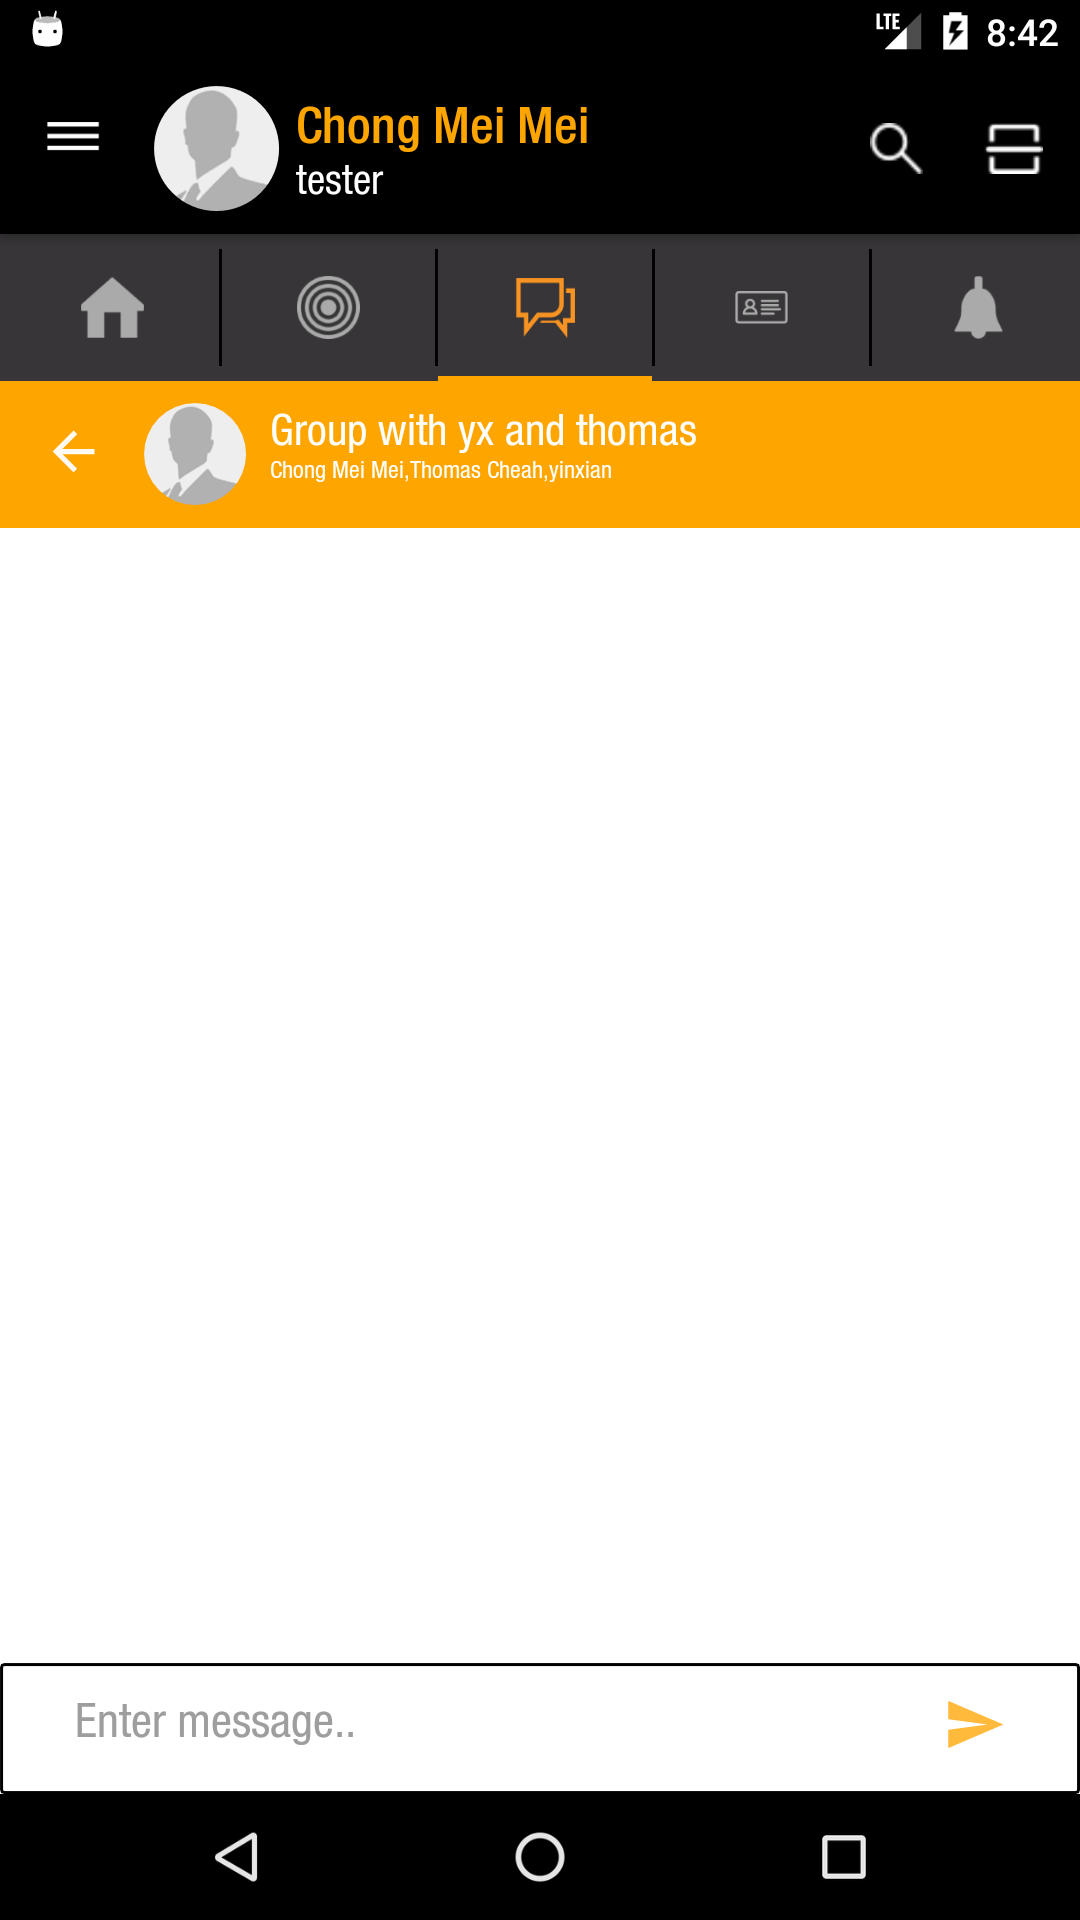 LTE 8:42
Chong Mei Mei
tester
Group with yx and thomas
Chong Mei Mei,Thomas Cheah,yinxian
Enter message..